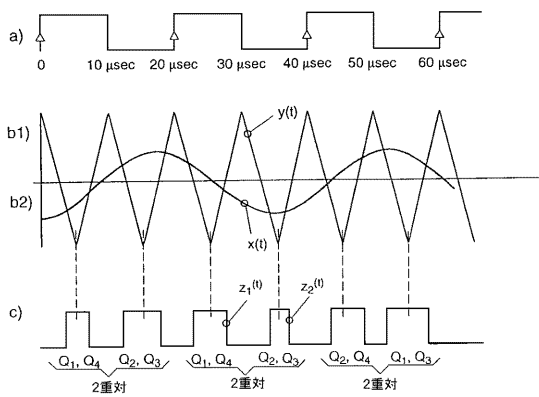 a)
0 10 μsec 20 μsec 30 μsec 40 μsec 50 μsec 60 μsec
b1)
y(t)
b2)
x(t)
c)
z1(t) z2(t)
Q1, Q4 Q2, Q3 Q1, Q4 Q2, Q3 Q2, Q4 Q1, Q3
2重対 2重対 2重対